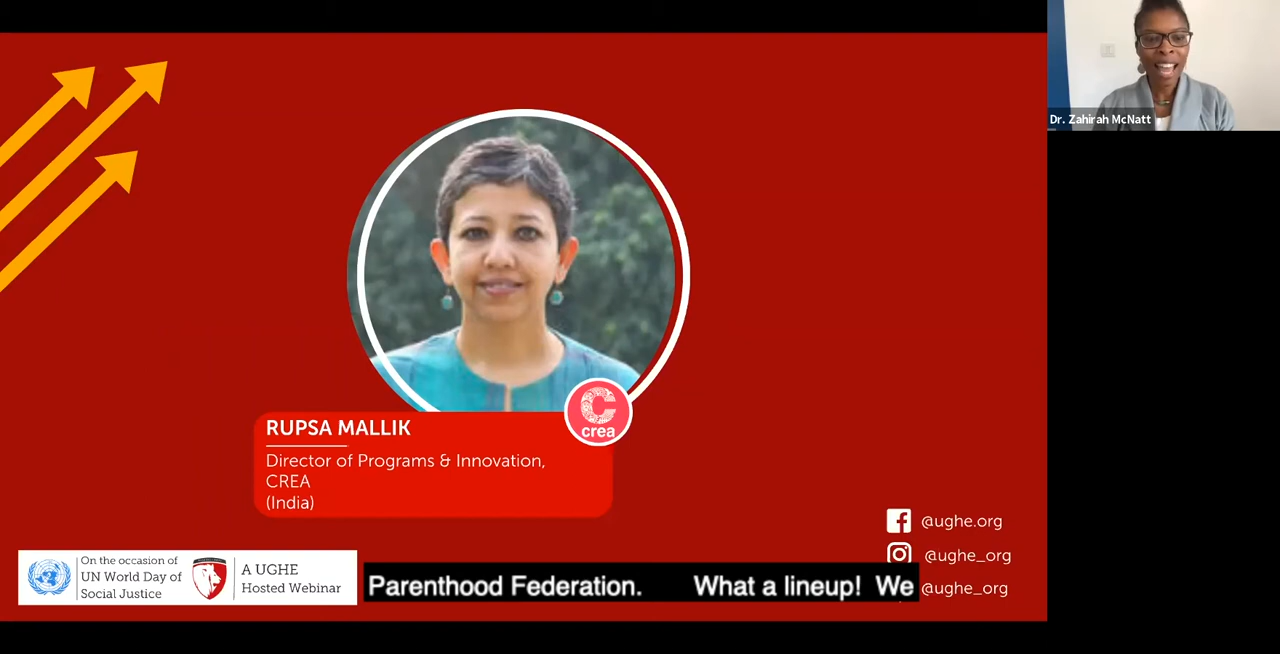 Dr. Zahirah McNatt
crea
RUPSA MALLIK
Director of Programs & Innovation,
CREA
(India)
@ughe.org
@ughe_org
@ughe_org
On the occasion of
UN World Day of
Social Justice
A UGHE
Hosted Webinar
Parenthood Federation. What a lineup! We